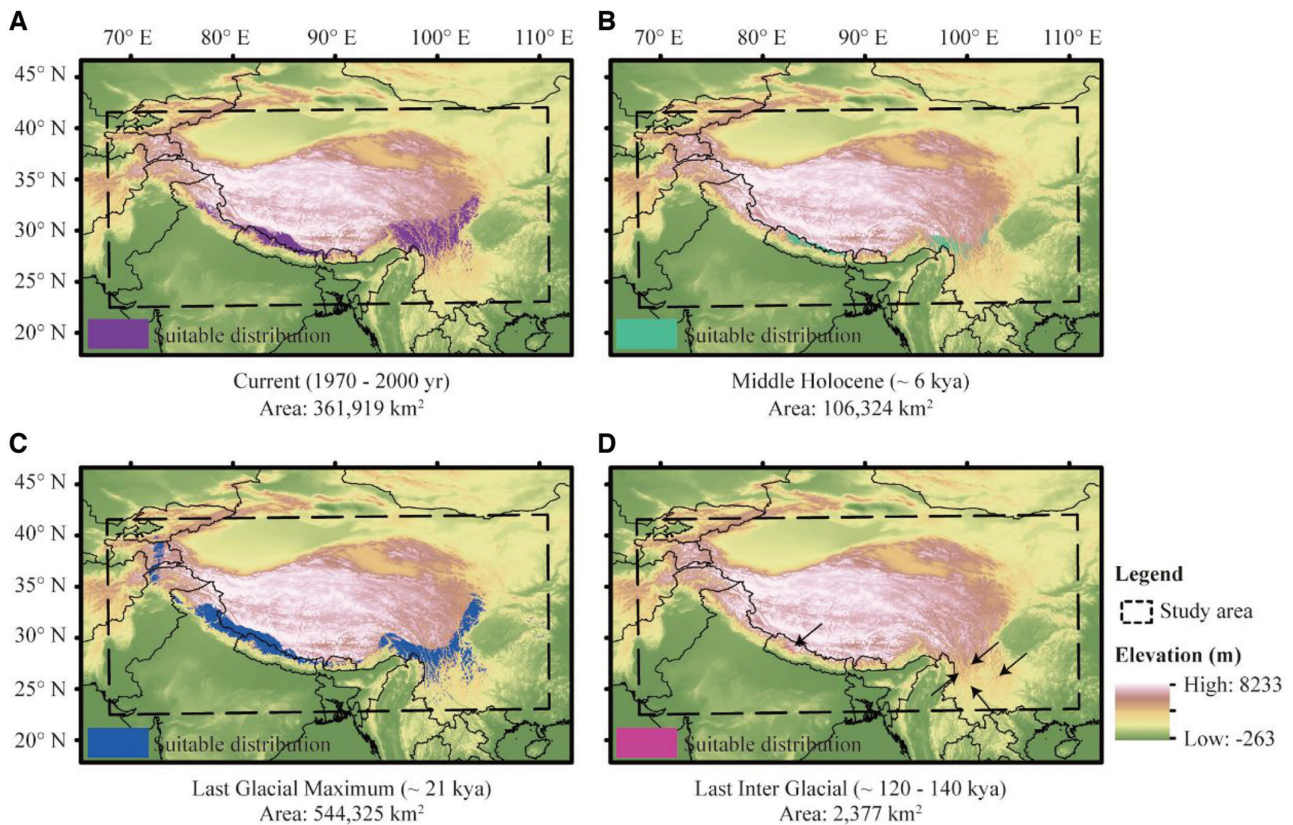 A
B
70° E 80° E 90° E 100° E 110° E
70° E 80° E 90° E 100° E 110° E
45° N
40° N
35° N
30° N
25° N
20° N
Suitable distribution
Suitable distribution
Current (1970 - 2000 yr)
Area: 361,919 km²
Middle Holocene (~ 6 kya)
Area: 106,324 km²
C
D
45° N
40° N
35° N
30° N
25° N
20° N
Suitable distribution
Suitable distribution
Last Glacial Maximum (~ 21 kya)
Area: 544,325 km²
Last Inter Glacial (~ 120 - 140 kya)
Area: 2,377 km²
Legend
Study area
Elevation (m)
High: 8233
Low: -263